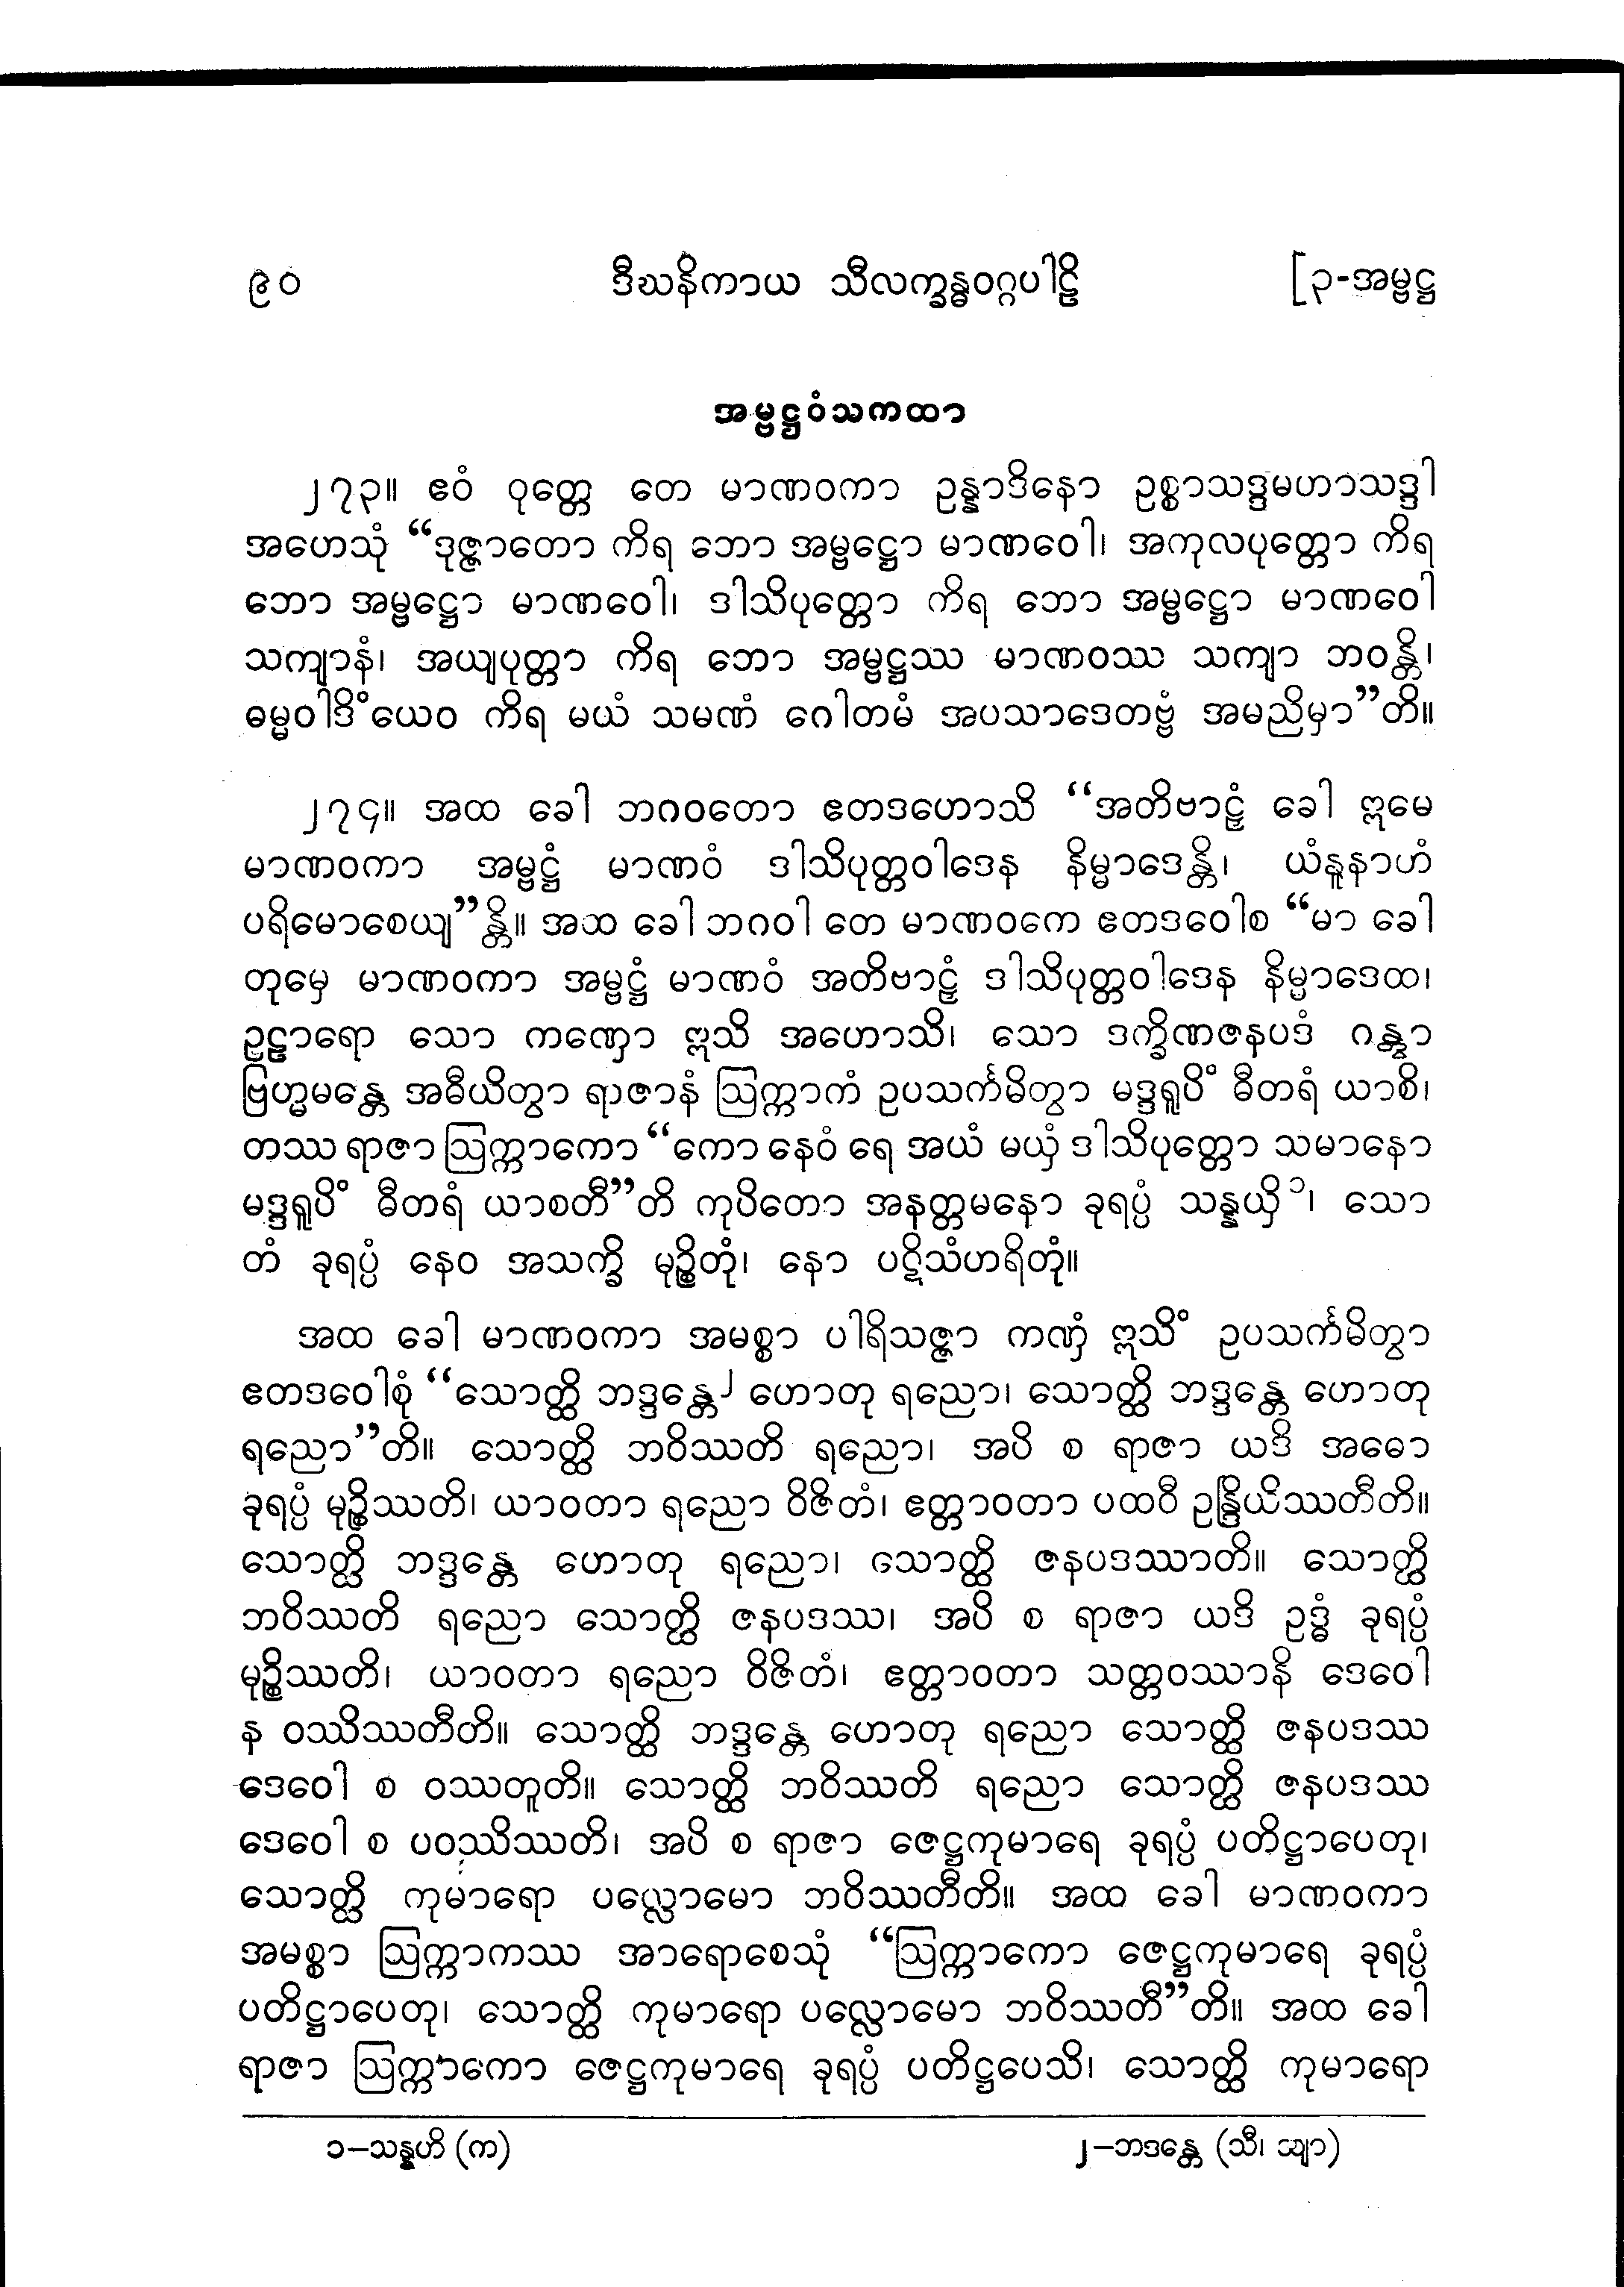 ၉၀ ဒီဃနိကာယ သီလက္ခန္ဓဝဂ္ဂပါဠိ [၃-အမ္ဗဋ္ဌ
အမ္ဗဋ္ဌဝံသကထာ
၂၇၃။ ဧဝံ ဝုတ္တေ တေ မာဏဝကာ ဥန္နာဒိနော ဥစ္စာသဒ္ဒမဟာသဒ္ဒါ
အဟေသုံ “ဒုဇ္ဇာတော ကိရ ဘော အမ္ဗဋ္ဌော မာဏဝေါ၊ အကုလပုတ္တော ကိရ
ဘော အမ္ဗဋ္ဌော မာဏဝေါ၊ ဒါသိပုတ္တော ကိရ ဘော အမ္ဗဋ္ဌော မာဏဝေါ
သကျာနံ၊ အယျပုတ္တာ ကိရ ဘော အမ္ဗဋ္ဌဿ မာဏဝဿ သကျာ ဘဝန္တိ၊
ဓမ္မဝါဒိံယေဝ ကိရ မယံ သမဏံ ဂေါတမံ အပသာဒေတဗ္ဗံ အမညိမှာ”တိ။
၂၇၄။ အထ ခေါ ဘဂဝတော ဧတဒဟောသိ “အတိဗာဠှံ ခေါ ဣမေ
မာဏဝကာ အမ္ဗဋ္ဌံ မာဏဝံ ဒါသိပုတ္တဝါဒေန နိမ္မာဒေန္တိ၊ ယံနူနာဟံ
ပရိမောစေယျ”န္တိ။ အထ ခေါ ဘဂဝါ တေ မာဏဝကေ ဧတဒဝေါစ “မာ ခေါ
တုမှေ မာဏဝကာ အမ္ဗဋ္ဌံ မာဏဝံ အတိဗာဠှံ ဒါသိပုတ္တဝါဒေန နိမ္မာဒေထ၊
ဥဠာရော သော ကဏှော ဣသိ အဟောသိ၊ သော ဒက္ခိဏဇနပဒံ ဂန္တွာ
ဗြဟ္မမန္တေ အဓီယိတွာ ရာဇာနံ ဩက္ကာကံ ဥပသင်္ကမိတွာ မဒ္ဒရူပိံ ဓီတရံ ယာစိ၊
တဿ ရာဇာ ဩက္ကာကော “ကော နေဝံ ရေ အယံ မယှံ ဒါသိပုတ္တော သမာနော
မဒ္ဒရူပိံ ဓီတရံ ယာစတီ”တိ ကုပိတော အနတ္တမနော ခုရပ္ပံ သန္နယှိ၁၊ သော
တံ ခုရပ္ပံ နေဝ အသက္ခိ မုဉ္စိတုံ၊ နော ပဋိသံဟရိတုံ။
အထ ခေါ မာဏဝကာ အမစ္စာ ပါရိသဇ္ဇာ ကဏှံ ဣသိံ ဥပသင်္ကမိတွာ
ဧတဒဝေါစုံ “သောတ္ထိ ဘဒ္ဒန္တေ၂ ဟောတု ရညော၊ သောတ္ထိ ဘဒ္ဒန္တေ ဟောတု
ရညော”တိ။ သောတ္ထိ ဘဝိဿတိ ရညော၊ အပိ စ ရာဇာ ယဒိ အဓော
ခုရပ္ပံ မုဉ္စိဿတိ၊ ယာဝတာ ရညော ဝိဇိတံ၊ ဧတ္တာဝတာ ပထဝီ ဥန္ဒြိယိဿတီတိ။
သောတ္ထိ ဘဒ္ဒန္တေ ဟောတု ရညော၊ သောတ္ထိ ဇနပဒဿာတိ။ သောတ္ထိ
ဘဝိဿတိ ရညော သောတ္ထိ ဇနပဒဿ၊ အပိ စ ရာဇာ ယဒိ ဥဒ္ဓံ ခုရပ္ပံ
မုဉ္စိဿတိ၊ ယာဝတာ ရညော ဝိဇိတံ၊ ဧတ္တာဝတာ သတ္တဝဿာနိ ဒေဝေါ
န ဝဿိဿတီတိ။ သောတ္ထိ ဘဒ္ဒန္တေ ဟောတု ရညော သောတ္ထိ ဇနပဒဿ
ဒေဝေါ စ ဝဿတူတိ။ သောတ္ထိ ဘဝိဿတိ ရညော သောတ္ထိ ဇနပဒဿ
ဒေဝေါ စ ပဝဿိဿတိ၊ အပိ စ ရာဇာ ဇေဋ္ဌကုမာရေ ခုရပ္ပံ ပတိဋ္ဌာပေတု၊
သောတ္ထိ ကုမာရော ပလ္လောမော ဘဝိဿတီတိ။ အထ ခေါ မာဏဝကာ
အမစ္စာ ဩက္ကာကဿ အာရောစေသုံ “ဩက္ကာကော ဇေဋ္ဌကုမာရေ ခုရပ္ပံ
ပတိဋ္ဌာပေတု၊ သောတ္ထိ ကုမာရော ပလ္လောမော ဘဝိဿတီ”တိ။ အထ ခေါ
ရာဇာ ဩက္ကာကော ဇေဋ္ဌကုမာရေ ခုရပ္ပံ ပတိဋ္ဌပေသိ၊ သောတ္ထိ ကုမာရော
၁–သန္နဟိ (က) ၂–ဘဒန္တေ (သီ၊ သျာ)